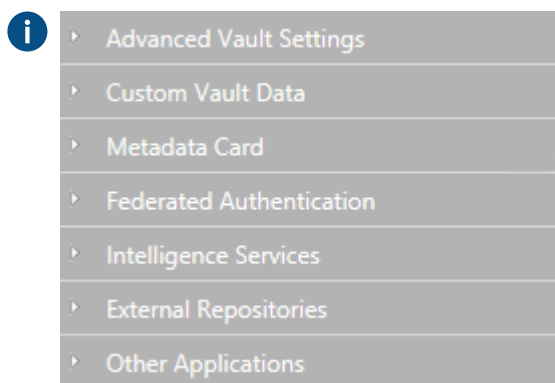 Advanced Vault Settings
Custom Vault Data
Metadata Card
Federated Authentication
Intelligence Services
External Repositories
Other Applications